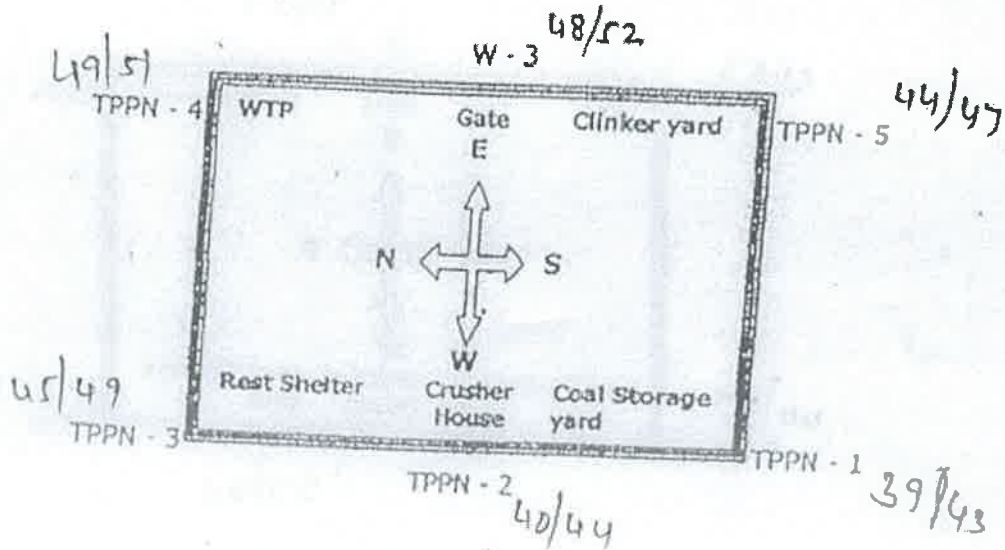 48/52
W - 3
49/51
TPPN - 4
WTP
Gate
Clinker yard
TPPN - 5
44/47
E
N
S
W
45/49
Rest Shelter
Crusher House
Coal Storage yard
TPPN - 3
TPPN - 2
40/44
TPPN - 1
39/43